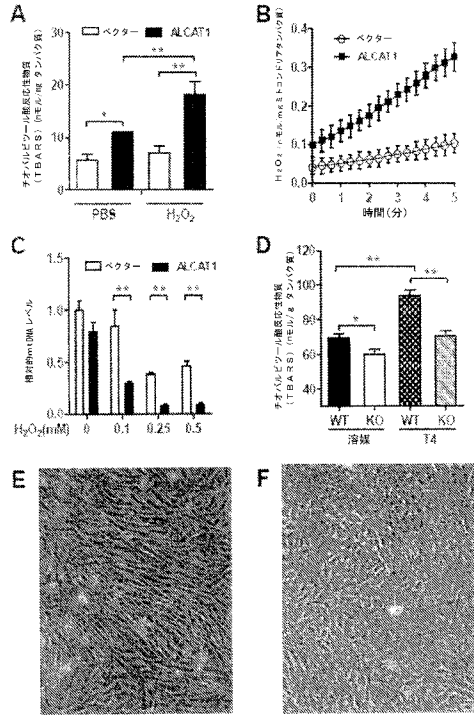 A
チオバルビツール酸反応性物質
(TBARS) (nモル/mg タンパク質)
30
20
10
0
**
*
**
PBS
H₂O₂
ベクター
ALCAT1
B
H₂O₂ (nモル/mgミトコンドリアタンパク質)
ベクター
ALCAT1
0.4
0.3
0.2
0.1
0.0
0 1 2 3 4 5
時間(分)
C
ベクター
ALCAT1
相対的mtDNAレベル
1.5
1.0
0.5
0.0
** ** **
H₂O₂(mM) 0 0.1 0.25 0.5
D
チオバルビツール酸反応性物質
(TBARS) (nモル/g タンパク質)
120
100
80
60
**
*
**
WT KO WT KO
溶媒
T4
E
F